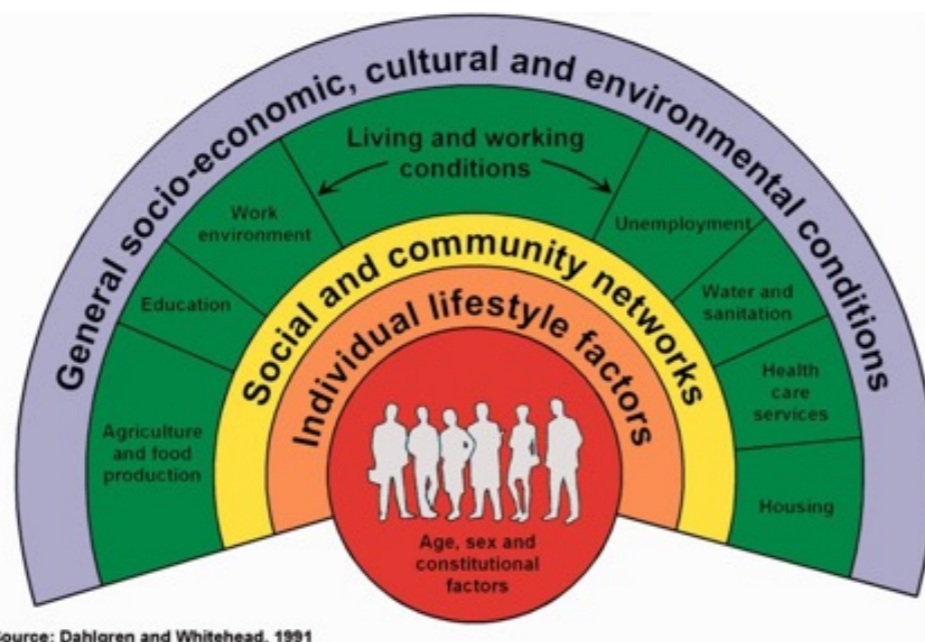 General socio-economic, cultural and environmental conditions
Living and working
conditions
Work
environment
Unemployment
Education
Water and
sanitation
Social and community networks
Individual lifestyle factors
Health
care
services
Agriculture
and food
production
Housing
Age, sex and
constitutional
factors
Source: Dahlgren and Whitehead, 1991